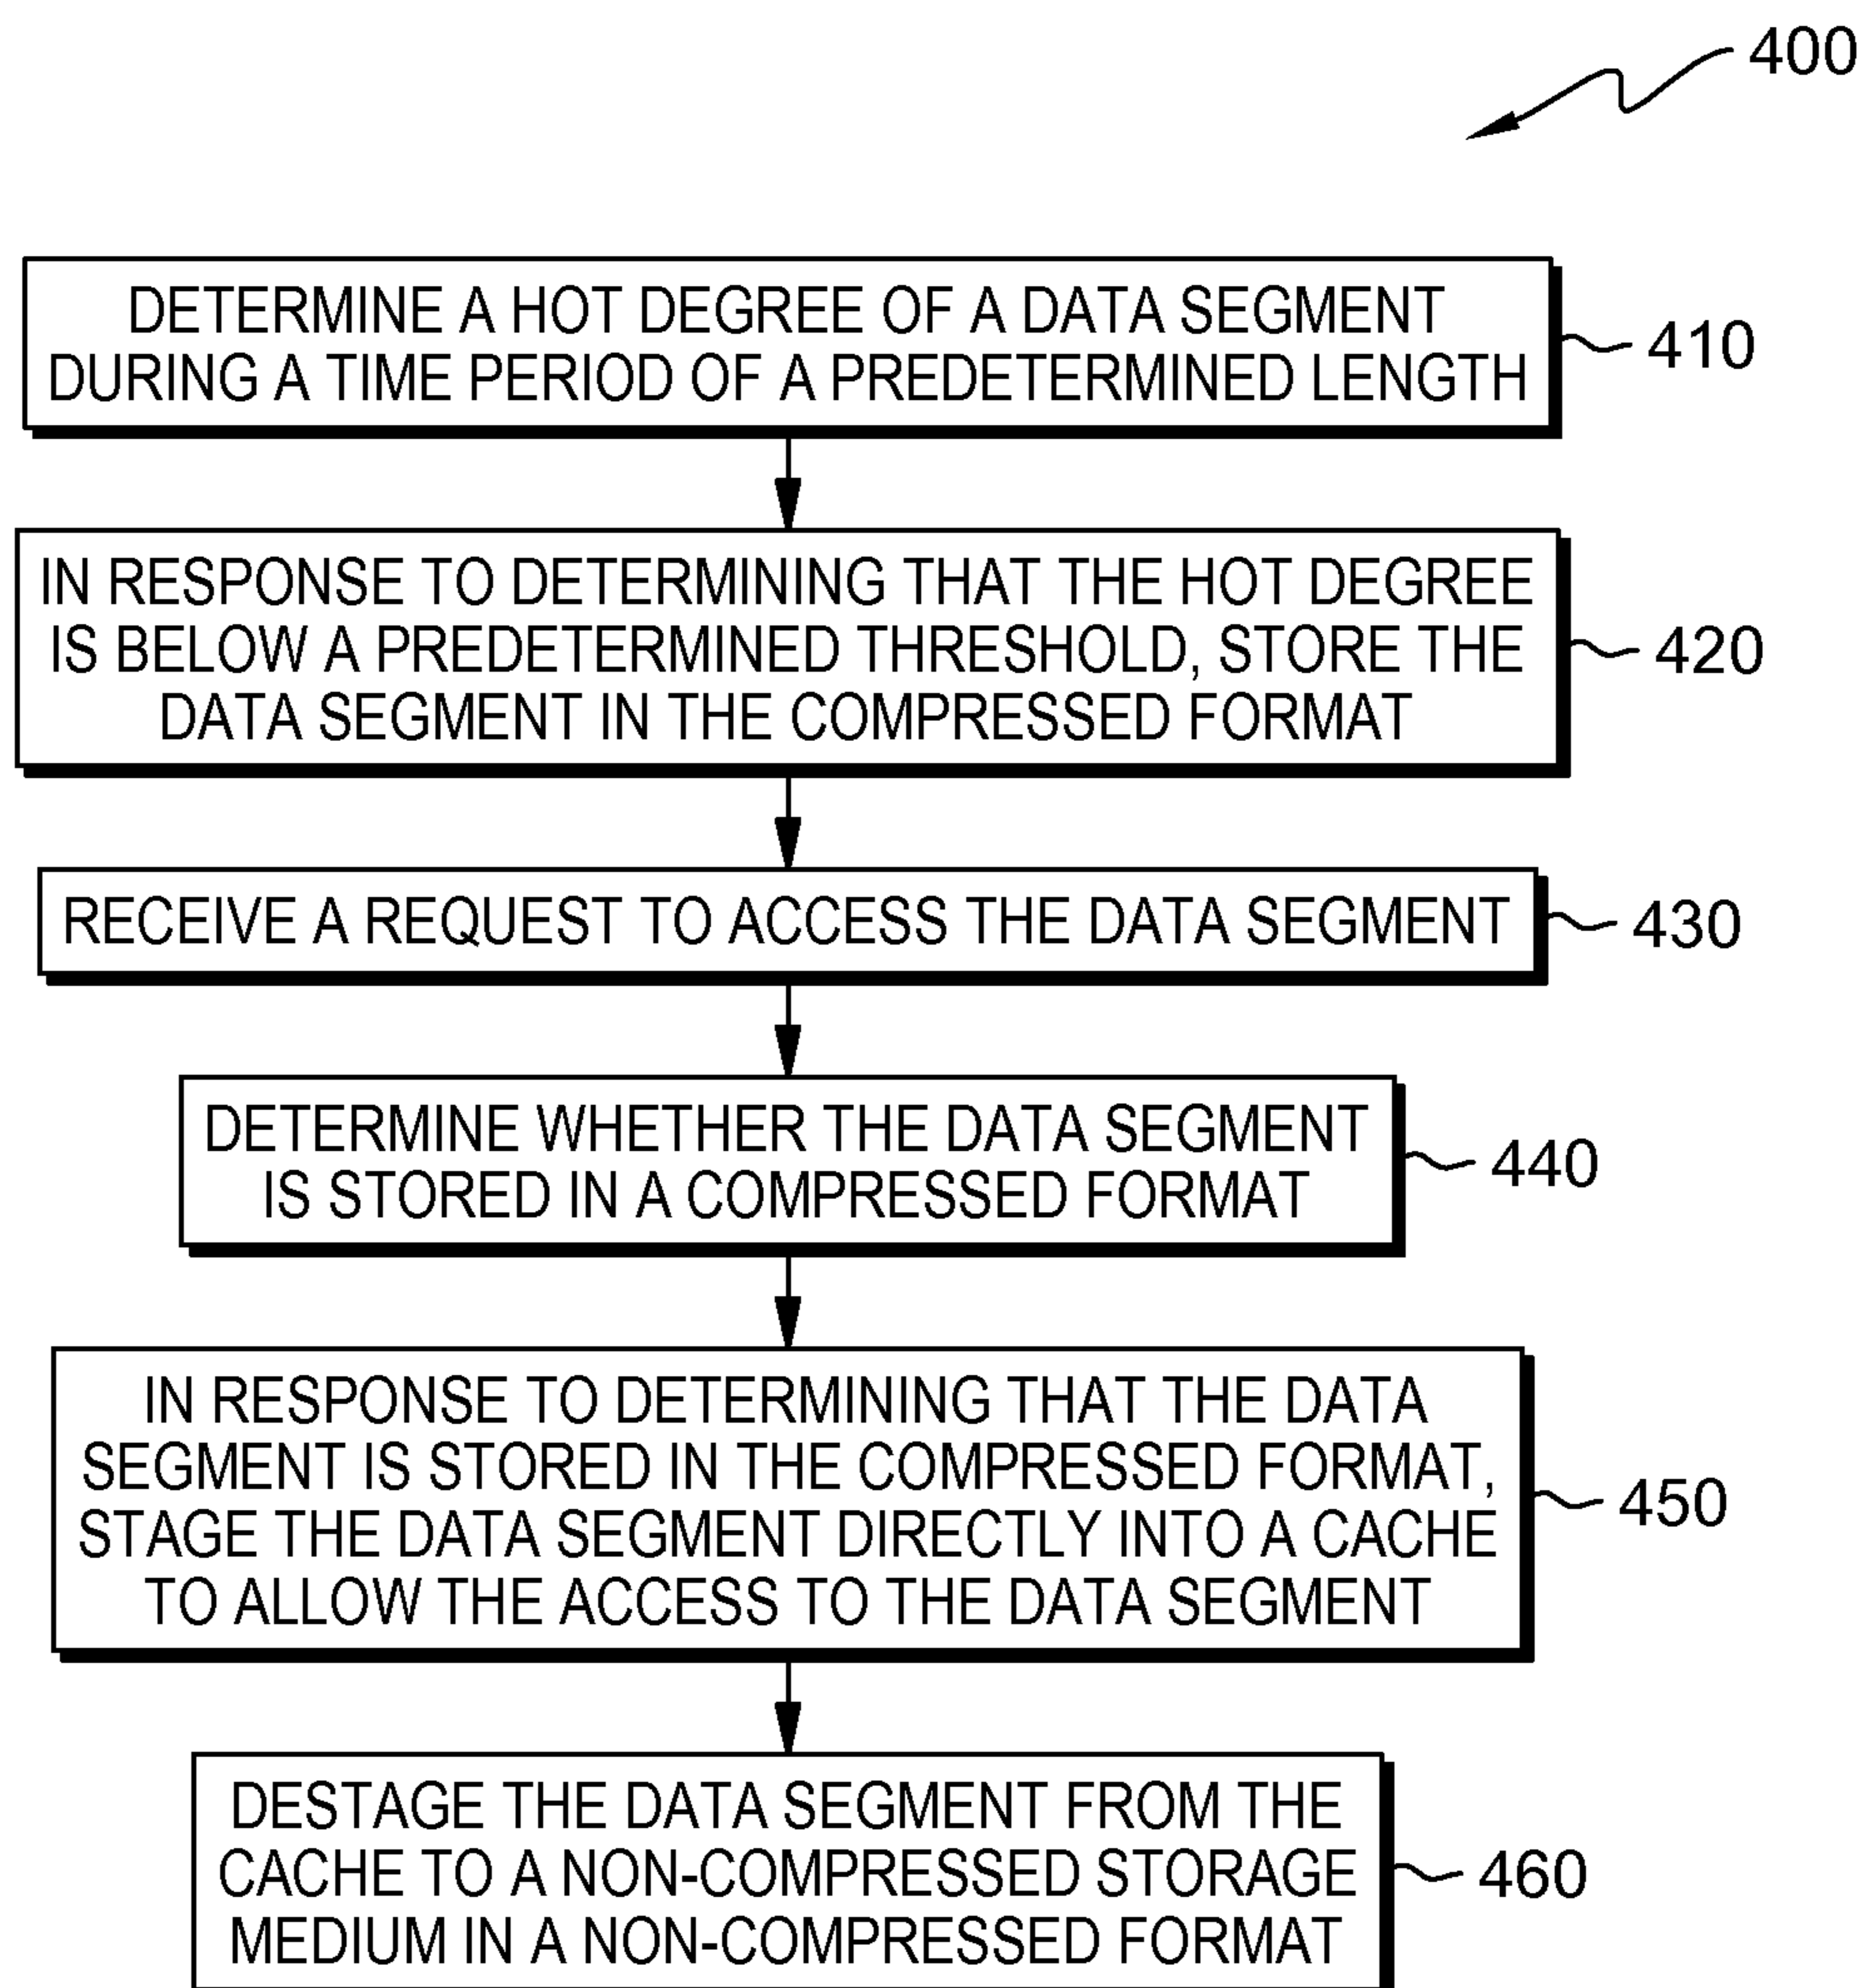 400
DETERMINE A HOT DEGREE OF A DATA SEGMENT
DURING A TIME PERIOD OF A PREDETERMINED LENGTH
410
IN RESPONSE TO DETERMINING THAT THE HOT DEGREE
IS BELOW A PREDETERMINED THRESHOLD, STORE THE
DATA SEGMENT IN THE COMPRESSED FORMAT
420
RECEIVE A REQUEST TO ACCESS THE DATA SEGMENT
430
DETERMINE WHETHER THE DATA SEGMENT
IS STORED IN A COMPRESSED FORMAT
440
IN RESPONSE TO DETERMINING THAT THE DATA
SEGMENT IS STORED IN THE COMPRESSED FORMAT,
STAGE THE DATA SEGMENT DIRECTLY INTO A CACHE
TO ALLOW THE ACCESS TO THE DATA SEGMENT
450
DESTAGE THE DATA SEGMENT FROM THE
CACHE TO A NON-COMPRESSED STORAGE
MEDIUM IN A NON-COMPRESSED FORMAT
460